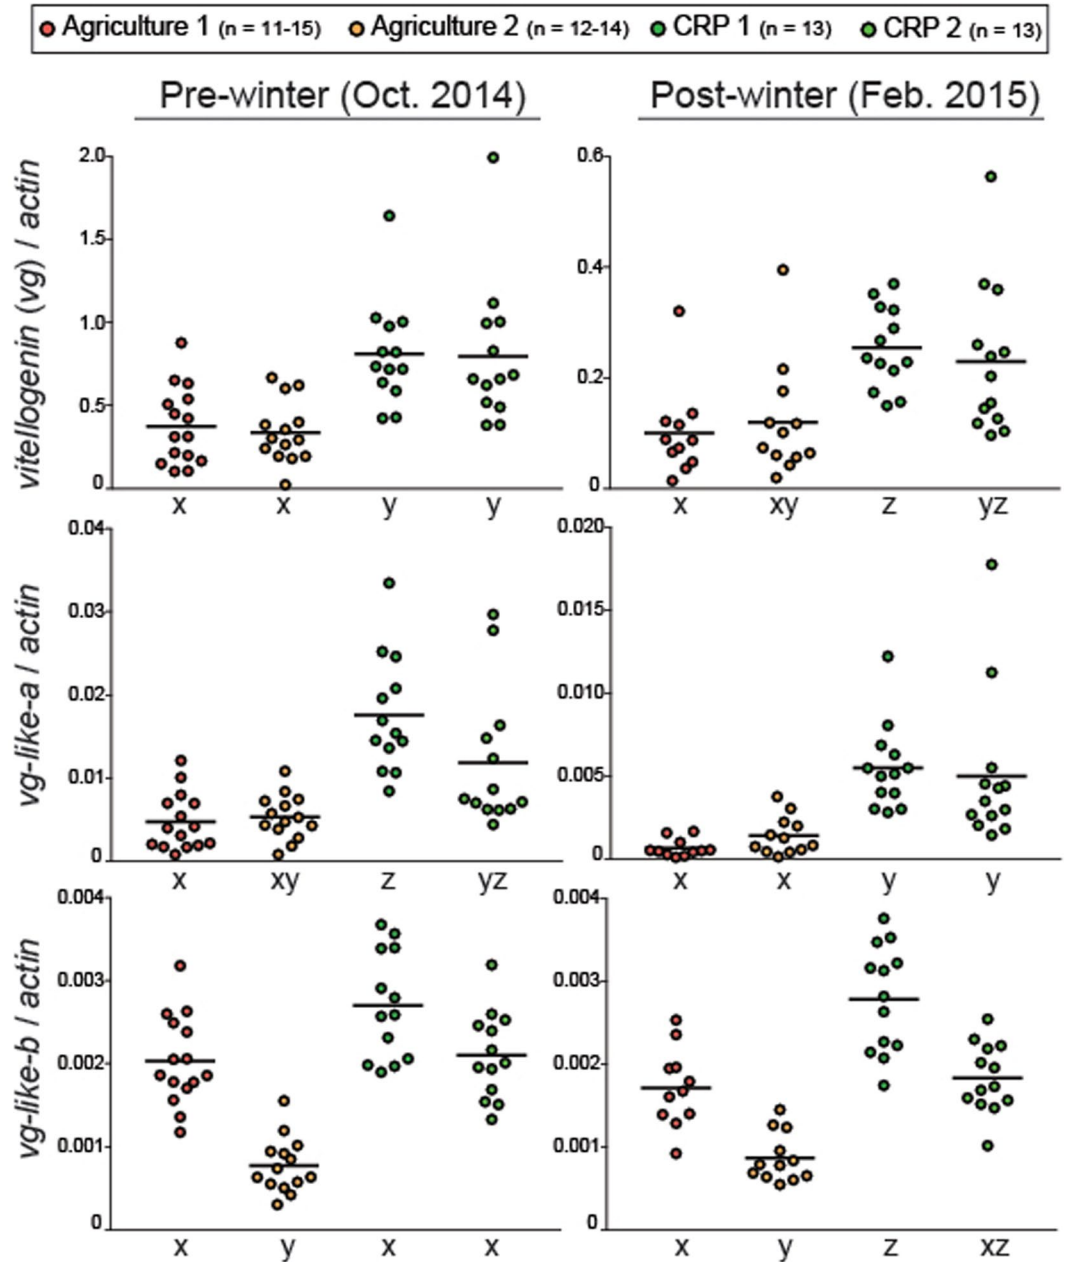 Agriculture 1 (n = 11-15) Agriculture 2 (n = 12-14) CRP 1 (n = 13) CRP 2 (n = 13)
Pre-winter (Oct. 2014) Post-winter (Feb. 2015)
vitellogenin (vg) / actin
2.0
1.5
1.0
0.5
0
x x y y
0.6
0.4
0.2
0
x xy z yz
vg-like-a / actin
0.04
0.03
0.02
0.01
0
x xy z yz
0.020
0.015
0.010
0.005
0
x x y y
vg-like-b / actin
0.004
0.003
0.002
0.001
0
x y x x
0.004
0.003
0.002
0.001
0
x y z xz